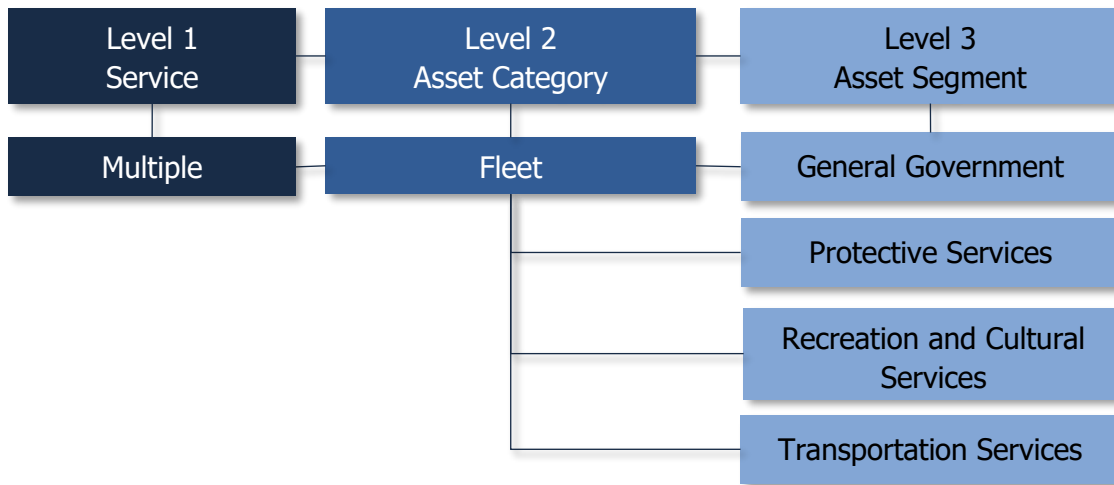 Level 1
Service
Level 2
Asset Category
Level 3
Asset Segment
Multiple
Fleet
General Government
Protective Services
Recreation and Cultural
Services
Transportation Services